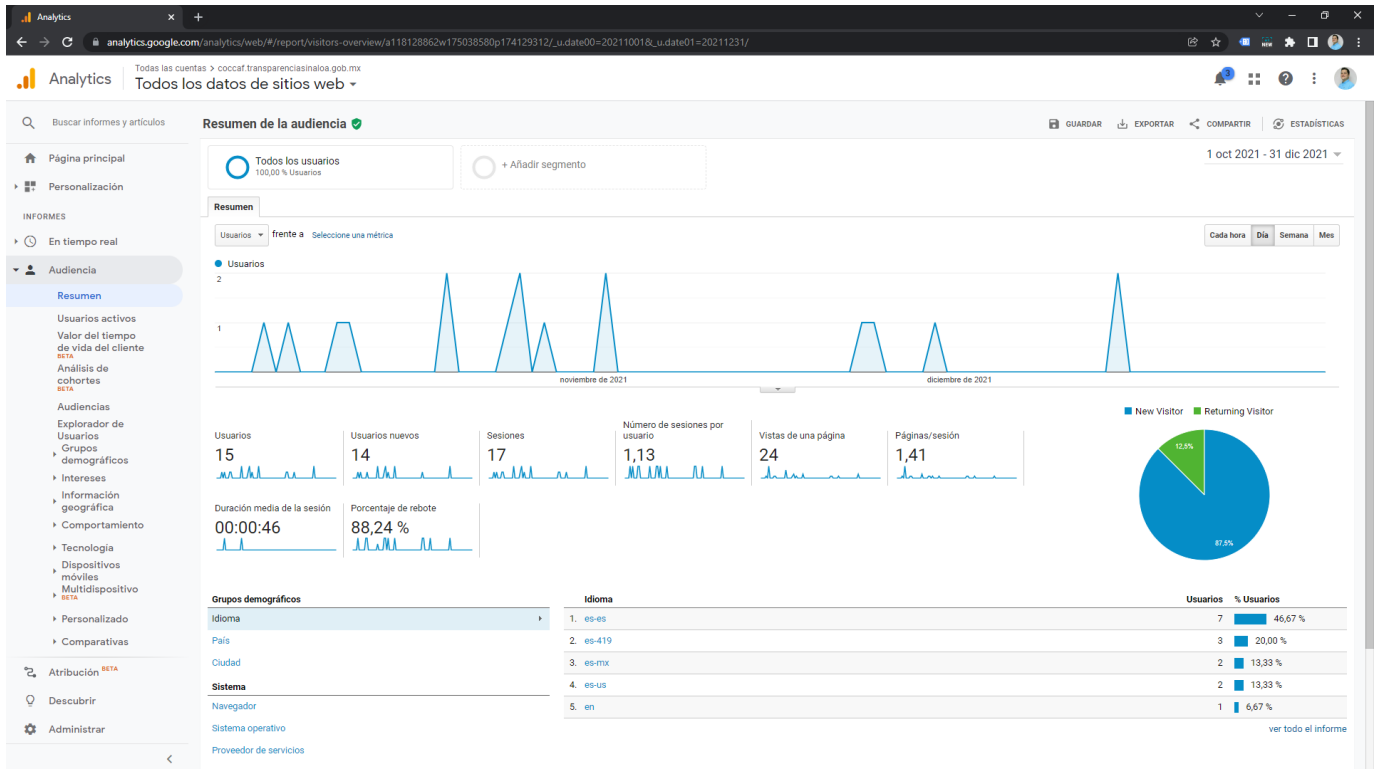 Analytics
analytics.google.com/analytics/web/#/report/visitors-overview/a118128862w175038580p174129312/_u.date00=20211001&_u.date01=20211231/
NEW
Analytics
Todas las cuentas > coccaf.transparenciasinaloa.gob.mx
Todos los datos de sitios web
3
Buscar informes y artículos
Página principal
Personalización
INFORMES
En tiempo real
Audiencia
Resumen
Usuarios activos
Valor del tiempo
de vida del cliente
BETA
Análisis de
cohortes
BETA
Audiencias
Explorador de
Usuarios
Grupos
demográficos
Intereses
Información
geográfica
Comportamiento
Tecnología
Dispositivos
móviles
Multidispositivo
BETA
Personalizado
Comparativas
Atribución BETA
Descubrir
Administrar
Resumen de la audiencia
GUARDAR
EXPORTAR
COMPARTIR
ESTADÍSTICAS
Todos los usuarios
100,00 % Usuarios
+ Añadir segmento
1 oct 2021 - 31 dic 2021
Resumen
Usuarios frente a Seleccione una métrica
Cada hora Día Semana Mes
Usuarios
2
1
noviembre de 2021
diciembre de 2021
New Visitor Returning Visitor
12,5%
87,5%
Usuarios
15
Usuarios nuevos
14
Sesiones
17
Número de sesiones por
usuario
1,13
Vistas de una página
24
Páginas/sesión
1,41
Duración media de la sesión
00:00:46
Porcentaje de rebote
88,24 %
Grupos demográficos
Idioma
País
Ciudad
Sistema
Navegador
Sistema operativo
Proveedor de servicios
Idioma Usuarios % Usuarios
1. es-es 7 46,67 %
2. es-419 3 20,00 %
3. es-mx 2 13,33 %
4. es-us 2 13,33 %
5. en 1 6,67 %
ver todo el informe